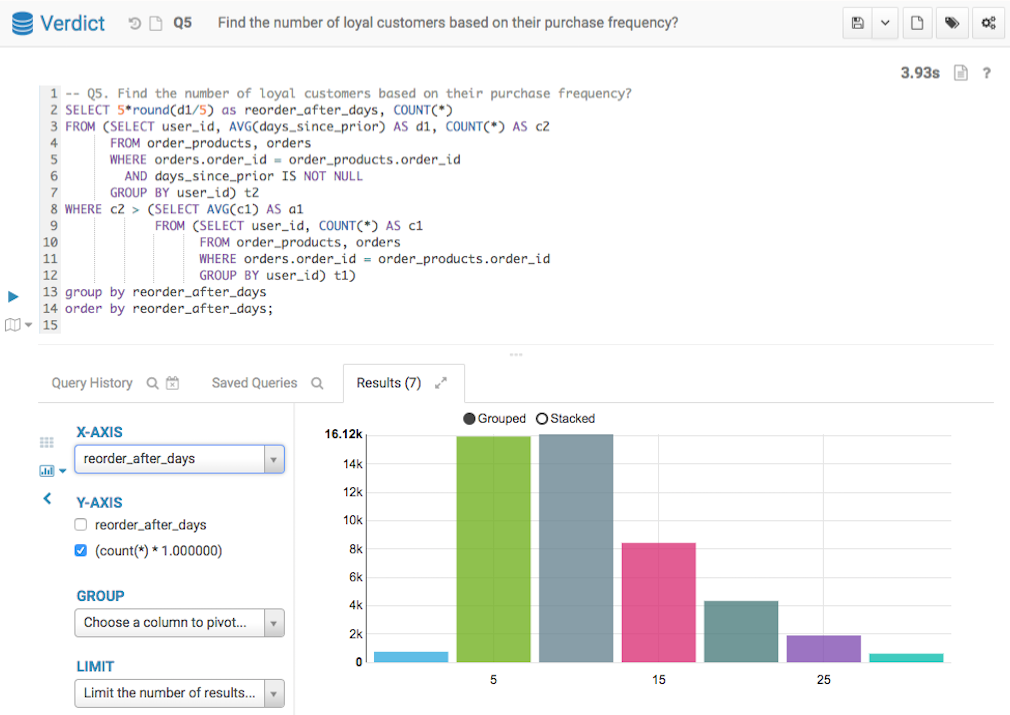 Verdict Q5 Find the number of loyal customers based on their purchase frequency?
3.93s ?
1 -- Q5. Find the number of loyal customers based on their purchase frequency?
2 SELECT 5*round(d1/5) as reorder_after_days, COUNT(*)
3 FROM (SELECT user_id, AVG(days_since_prior) AS d1, COUNT(*) AS c2
4 FROM order_products, orders
5 WHERE orders.order_id = order_products.order_id
6 AND days_since_prior IS NOT NULL
7 GROUP BY user_id) t2
8 WHERE c2 > (SELECT AVG(c1) AS a1
9 FROM (SELECT user_id, COUNT(*) AS c1
10 FROM order_products, orders
11 WHERE orders.order_id = order_products.order_id
12 GROUP BY user_id) t1)
13 group by reorder_after_days
14 order by reorder_after_days;
15
Query History Saved Queries Results (7)
X-AXIS
reorder_after_days
Y-AXIS
reorder_after_days
(count(*) * 1.000000)
GROUP
Choose a column to pivot...
LIMIT
Limit the number of results...
Grouped Stacked
16.12k
14k
12k
10k
8k
6k
4k
2k
0
5 15 25